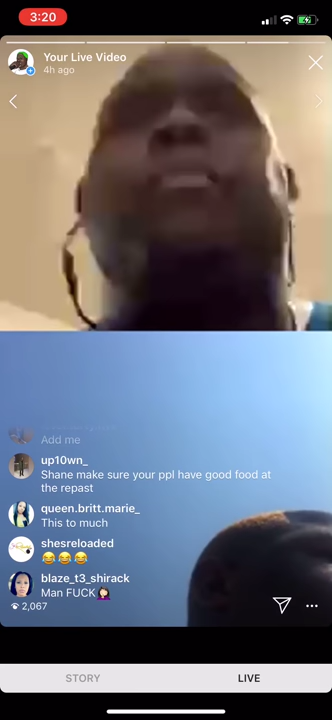 3:20
Your Live Video
4h ago
Add me
up10wn_
Shane make sure your ppl have good food at
the repast
queen.britt.marie_
This to much
shesreloaded
😂😂😂
blaze_t3_shirack
Man FUCK🤦🏻‍♀️
2,067
STORY
LIVE